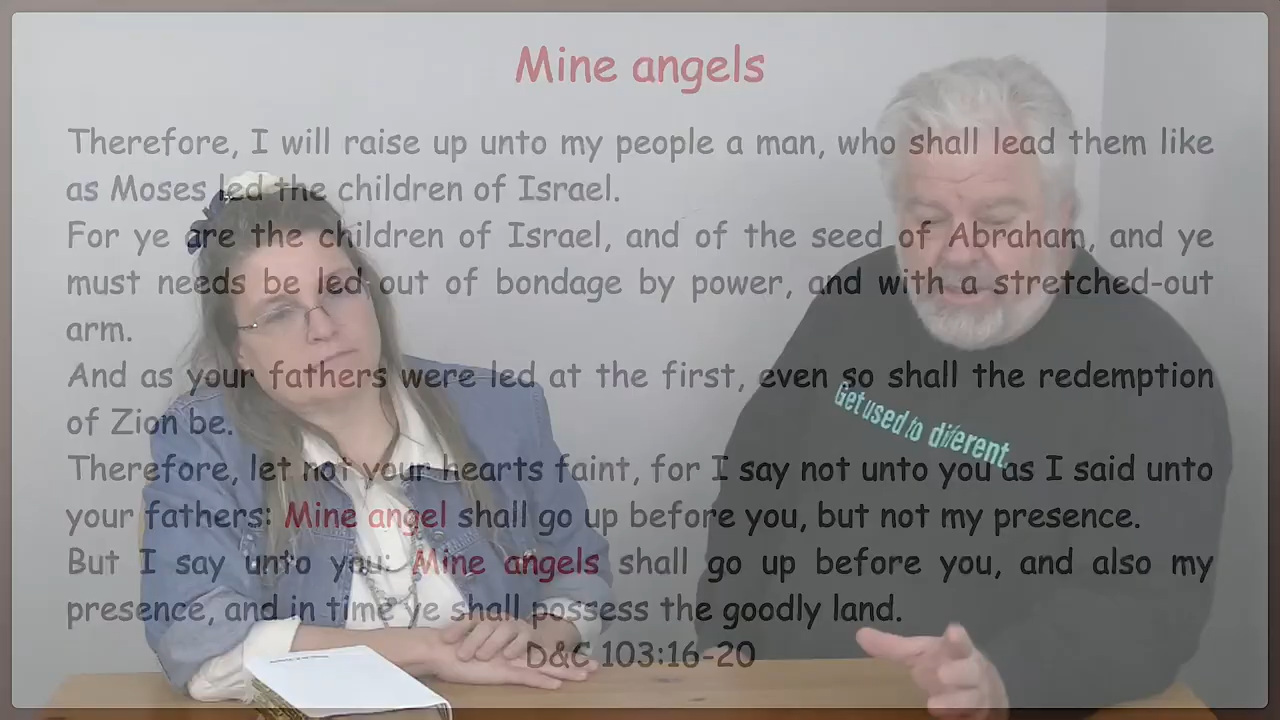 Mine angels
Therefore, I will raise up unto my people a man, who shall lead them like
as Moses led the children of Israel.
For ye are the children of Israel, and of the seed of Abraham, and ye
must needs be led out of bondage by power, and with a stretched-out
arm.
And as your fathers were led at the first, even so shall the redemption
of Zion be.
Therefore, let not your hearts faint, for I say not unto you as I said unto
your fathers: Mine angel shall go up before you, but not my presence.
But I say unto you: Mine angels shall go up before you, and also my
presence, and in time ye shall possess the goodly land.
D&C 103:16-20
Get used to diferent